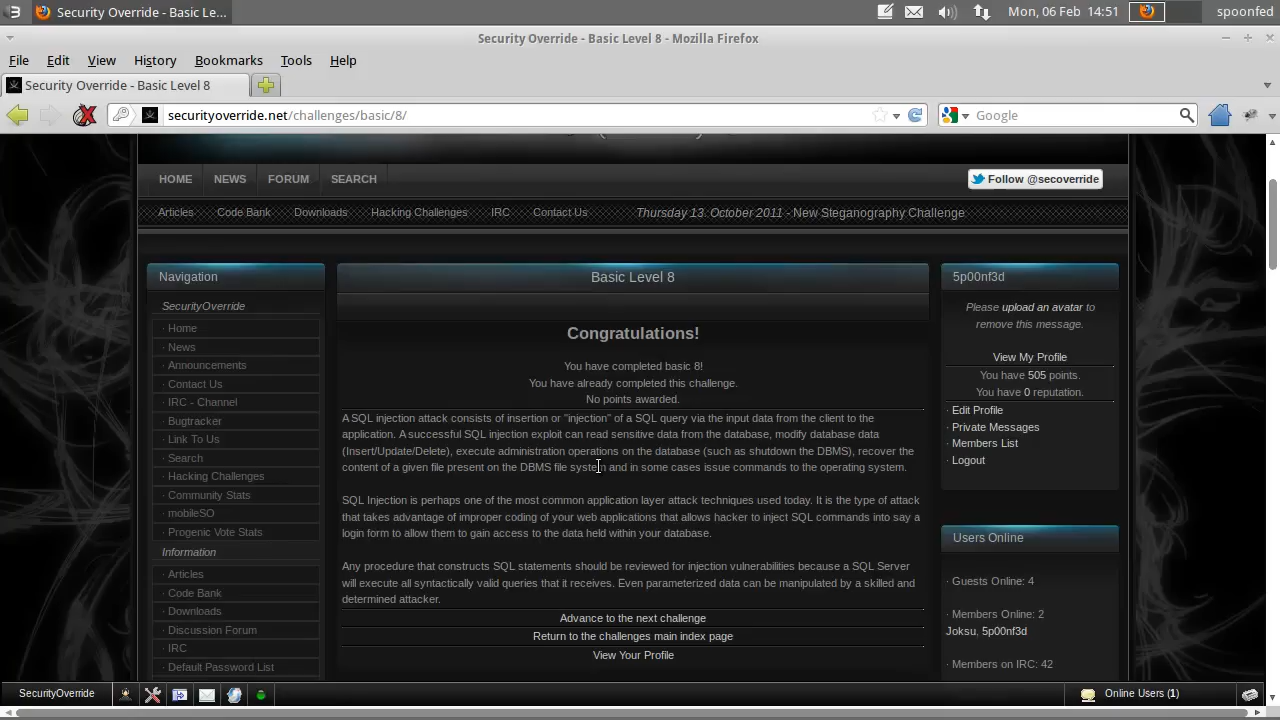 Security Override - Basic Le...
Mon, 06 Feb 14:51
spoonfed
Security Override - Basic Level 8 - Mozilla Firefox
File Edit View History Bookmarks Tools Help
Security Override - Basic Level 8
securityoverride.net/challenges/basic/8/
Google
HOME NEWS FORUM SEARCH
Follow @secoverride
Articles Code Bank Downloads Hacking Challenges IRC Contact Us
Thursday 13. October 2011 - New Steganography Challenge
Navigation
SecurityOverride
· Home
· News
· Announcements
· Contact Us
· IRC - Channel
· Bugtracker
· Link To Us
· Search
· Hacking Challenges
· Community Stats
· mobileSO
· Progenic Vote Stats
Information
· Articles
· Code Bank
· Downloads
· Discussion Forum
· IRC
· Default Password List
Basic Level 8
Congratulations!
You have completed basic 8!
You have already completed this challenge.
No points awarded.
A SQL injection attack consists of insertion or "injection" of a SQL query via the input data from the client to the
application. A successful SQL injection exploit can read sensitive data from the database, modify database data
(Insert/Update/Delete), execute administration operations on the database (such as shutdown the DBMS), recover the
content of a given file present on the DBMS file system and in some cases issue commands to the operating system.
SQL Injection is perhaps one of the most common application layer attack techniques used today. It is the type of attack
that takes advantage of improper coding of your web applications that allows hacker to inject SQL commands into say a
login form to allow them to gain access to the data held within your database.
Any procedure that constructs SQL statements should be reviewed for injection vulnerabilities because a SQL Server
will execute all syntactically valid queries that it receives. Even parameterized data can be manipulated by a skilled and
determined attacker.
Advance to the next challenge
Return to the challenges main index page
View Your Profile
5p00nf3d
Please upload an avatar to
remove this message.
View My Profile
You have 505 points.
You have 0 reputation.
· Edit Profile
· Private Messages
· Members List
· Logout
Users Online
· Guests Online: 4
· Members Online: 2
Joksu, 5p00nf3d
· Members on IRC: 42
SecurityOverride
Online Users (1)